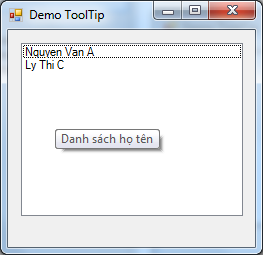 Demo ToolTip
Nguyen Van A
Ly Thi C
Danh sách họ tên